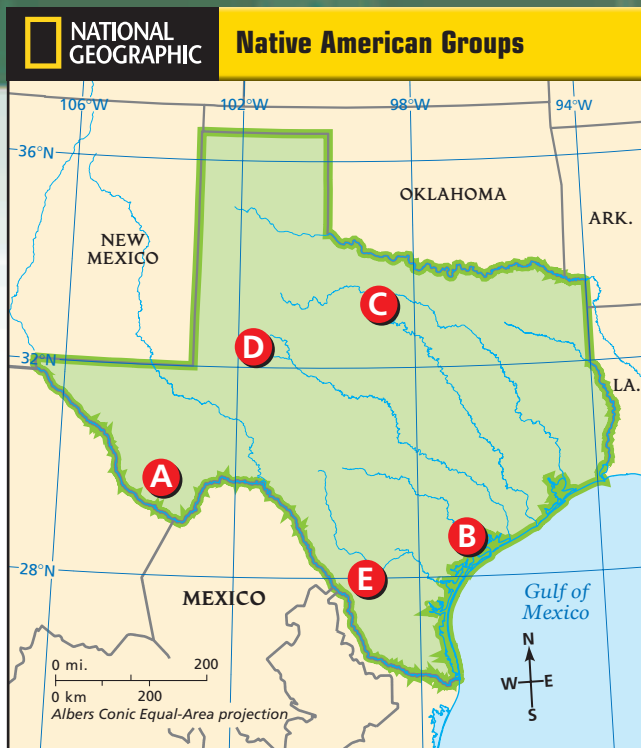 NATIONAL
GEOGRAPHIC
Native American Groups
106°W
102°W
98°W
94°W
36°N
OKLAHOMA
ARK.
NEW
MEXICO
C
D
32°N
LA.
A
B
28°N
E
MEXICO
Gulf of
Mexico
0 mi. 200
0 km 200
Albers Conic Equal-Area projection
N
W E
S